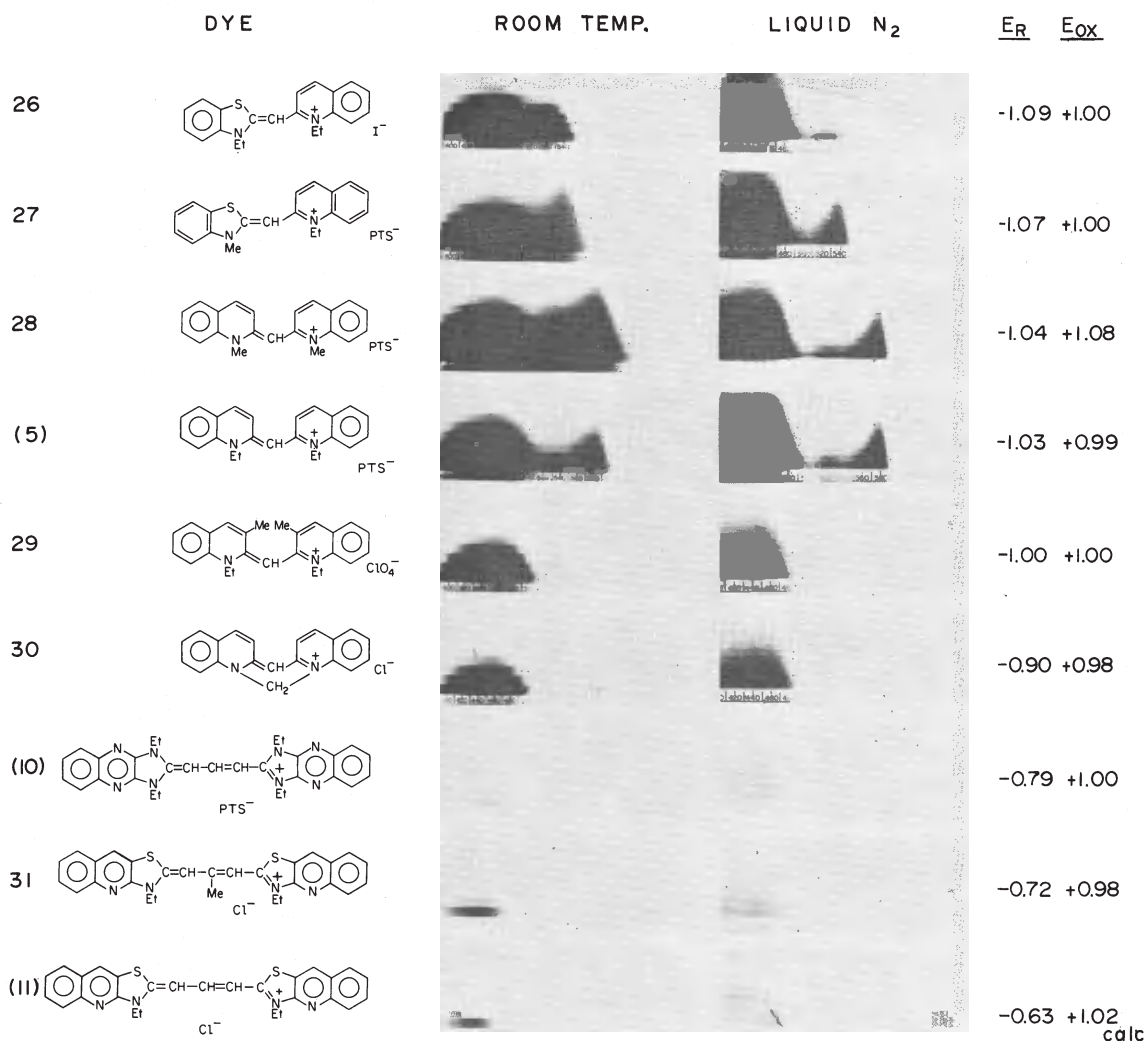 DYE ROOM TEMP. LIQUID N₂ E_R E_OX
26 S N Et CH N + Et I⁻ -1.09 +1.00
27 S N Me CH N + Et PTS⁻ -1.07 +1.00
28 N Me CH N + Me PTS⁻ -1.04 +1.08
(5) N Et CH N + Et PTS⁻ -1.03 +0.99
29 Me Me N Et CH N + Et ClO₄⁻ -1.00 +1.00
30 N CH N + CH₂ Cl⁻ -0.90 +0.98
(10) N N Et N N Et CH-CH=CH Et N N + Et N N PTS⁻ -0.79 +1.00
31 S N N Et CH-C=CH Me S N + Et N Cl⁻ -0.72 +0.98
(11) S N N Et CH-CH=CH S N + Et N Cl⁻ -0.63 +1.02
calc